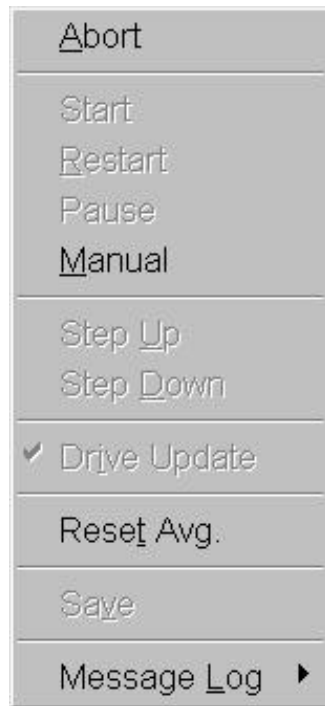 Abort
Start
Restart
Pause
Manual
Step Up
Step Down
Drive Update
Reset Avg.
Save
Message Log